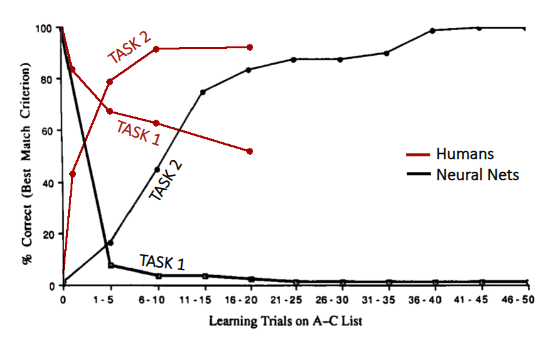 100
80
60
40
20
0
% Correct (Best Match Criterion)
TASK 2
TASK 1
TASK 2
TASK 1
Humans
Neural Nets
0 1 - 5 6 - 10 11 - 15 16 - 20 21 - 25 26 - 30 31 - 35 36 - 40 41 - 45 46 - 50
Learning Trials on A–C List